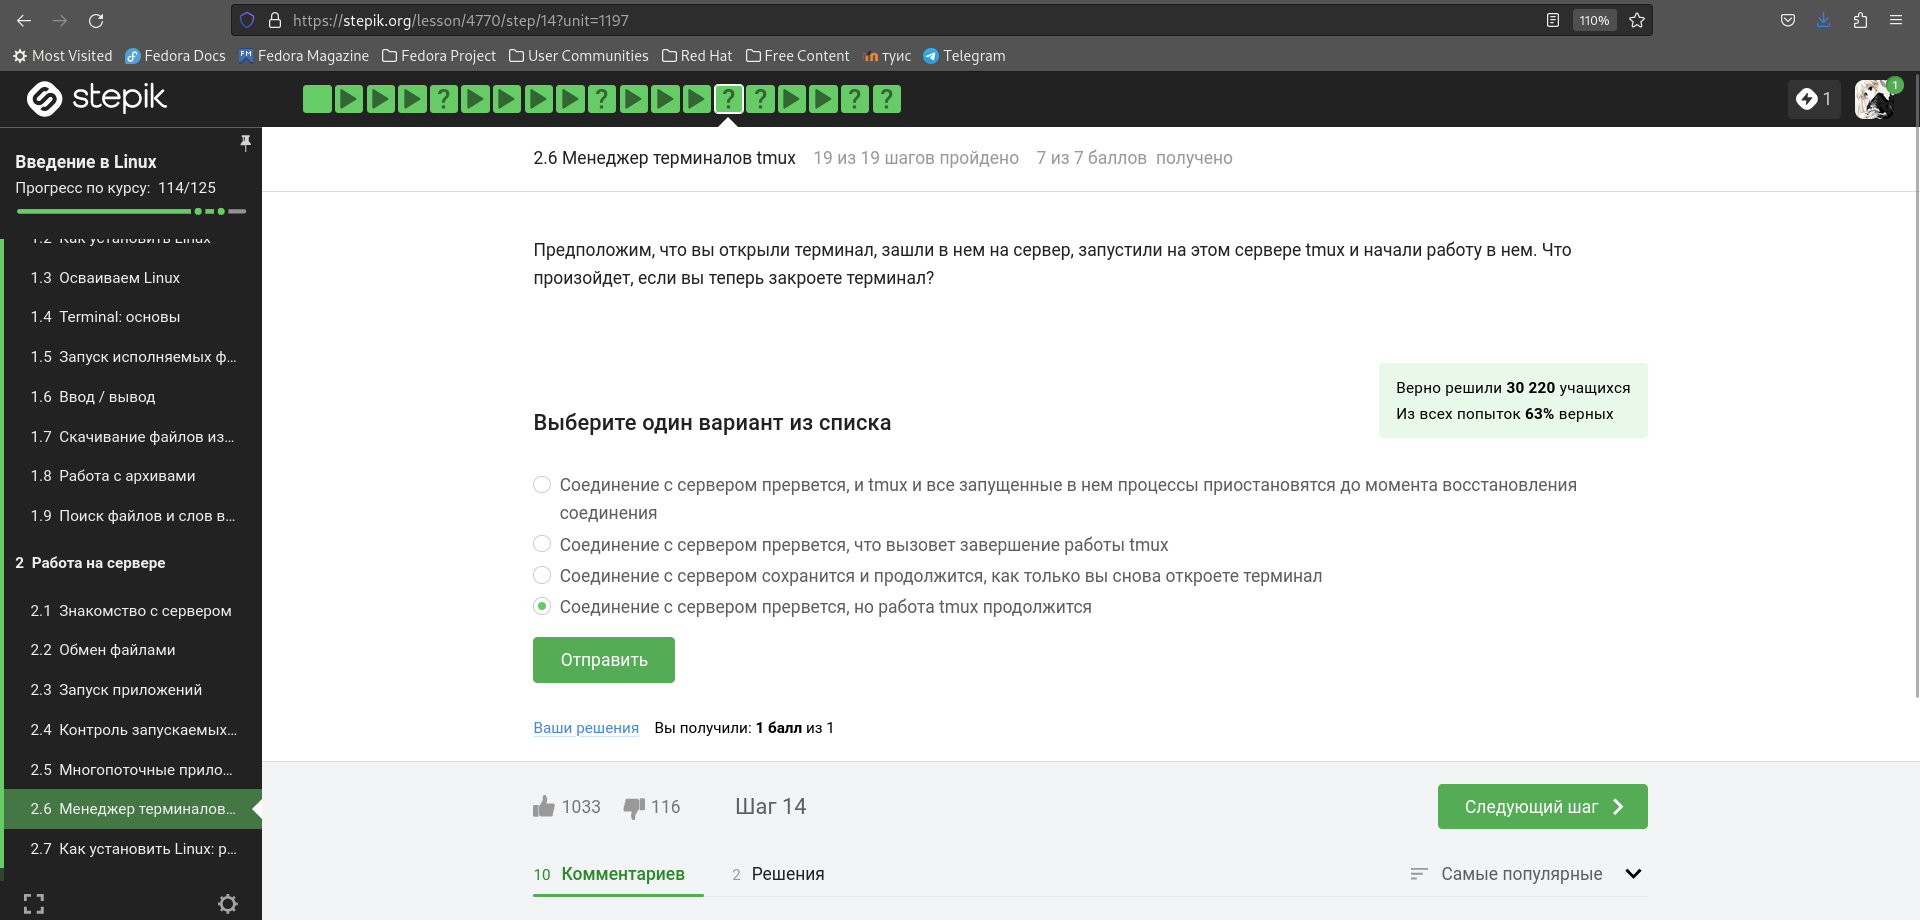 https://stepik.org/lesson/4770/step/14?unit=1197
110%
Most Visited
Fedora Docs
Fedora Magazine
Fedora Project
User Communities
Red Hat
Free Content
туис
Telegram
stepik
1
1
Введение в Linux
Прогресс по курсу: 114/125
1.2 Как установить Linux
1.3 Осваиваем Linux
1.4 Terminal: основы
1.5 Запуск исполняемых ф...
1.6 Ввод / вывод
1.7 Скачивание файлов из...
1.8 Работа с архивами
1.9 Поиск файлов и слов в...
2 Работа на сервере
2.1 Знакомство с сервером
2.2 Обмен файлами
2.3 Запуск приложений
2.4 Контроль запускаемых...
2.5 Многопоточные прило...
2.6 Менеджер терминалов...
2.7 Как установить Linux: р...
2.6 Менеджер терминалов tmux 19 из 19 шагов пройдено 7 из 7 баллов получено
Предположим, что вы открыли терминал, зашли в нем на сервер, запустили на этом сервере tmux и начали работу в нем. Что
произойдет, если вы теперь закроете терминал?
Верно решили 30 220 учащихся
Из всех попыток 63% верных
Выберите один вариант из списка
Соединение с сервером прервется, и tmux и все запущенные в нем процессы приостановятся до момента восстановления
соединения
Соединение с сервером прервется, что вызовет завершение работы tmux
Соединение с сервером сохранится и продолжится, как только вы снова откроете терминал
Соединение с сервером прервется, но работа tmux продолжится
Отправить
Ваши решения Вы получили: 1 балл из 1
1033 116 Шаг 14
Следующий шаг
10 Комментариев
2 Решения
Самые популярные